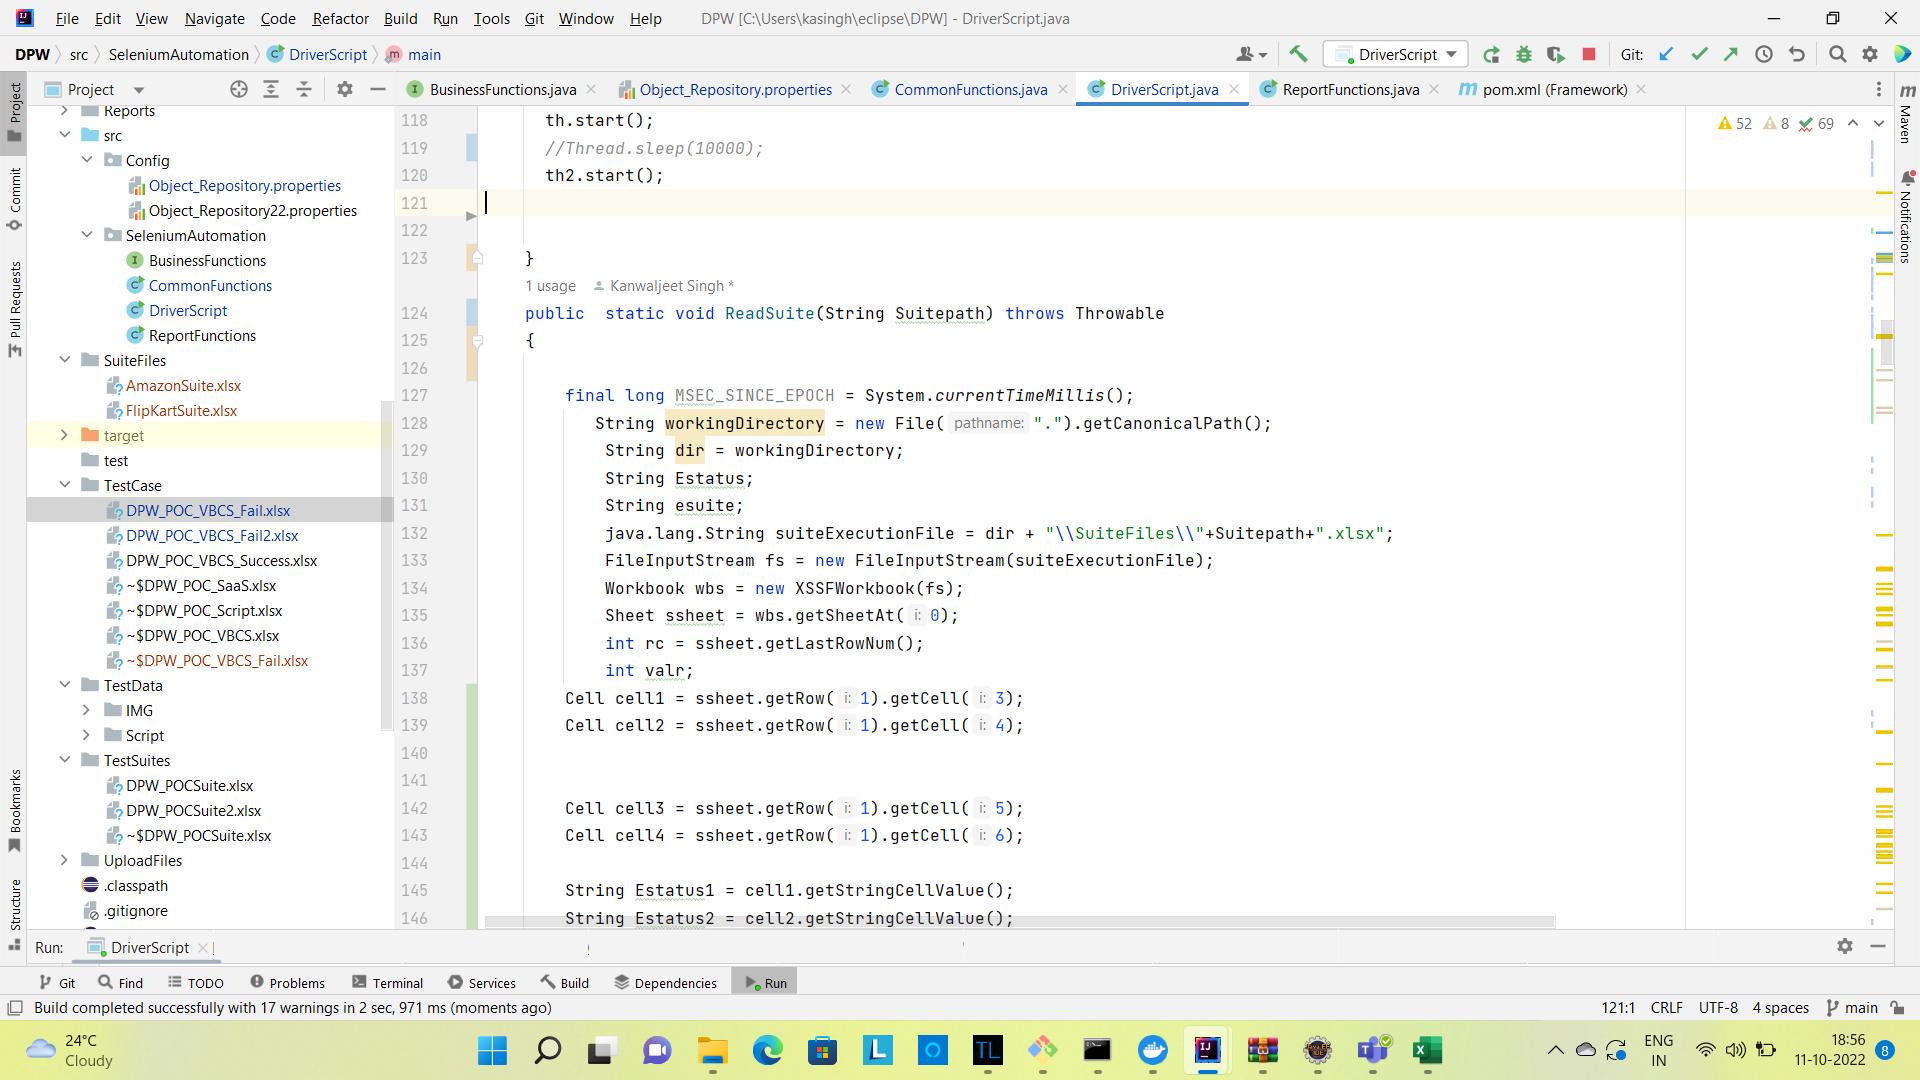 File Edit View Navigate Code Refactor Build Run Tools Git Window Help DPW [C:\Users\kasingh\eclipse\DPW] - DriverScript.java
DPW src SeleniumAutomation DriverScript main DriverScript Git:
Project BusinessFunctions.java Object_Repository.properties CommonFunctions.java DriverScript.java ReportFunctions.java pom.xml (Framework)
Project
Commit
Pull Requests
Bookmarks
Structure
Reports
src
Config
Object_Repository.properties
Object_Repository22.properties
SeleniumAutomation
BusinessFunctions
CommonFunctions
DriverScript
ReportFunctions
SuiteFiles
AmazonSuite.xlsx
FlipKartSuite.xlsx
target
test
TestCase
DPW_POC_VBCS_Fail.xlsx
DPW_POC_VBCS_Fail2.xlsx
DPW_POC_VBCS_Success.xlsx
~$DPW_POC_SaaS.xlsx
~$DPW_POC_Script.xlsx
~$DPW_POC_VBCS.xlsx
~$DPW_POC_VBCS_Fail.xlsx
TestData
IMG
Script
TestSuites
DPW_POCSuite.xlsx
DPW_POCSuite2.xlsx
~$DPW_POCSuite.xlsx
UploadFiles
.classpath
.gitignore
52 8 69
118 th.start();
119 //Thread.sleep(10000);
120 th2.start();
121
122
123 }
1 usage Kanwaljeet Singh *
124 public static void ReadSuite(String Suitepath) throws Throwable
125 {
126
127 final long MSEC_SINCE_EPOCH = System.currentTimeMillis();
128 String workingDirectory = new File( pathname: ".").getCanonicalPath();
129 String dir = workingDirectory;
130 String Estatus;
131 String esuite;
132 java.lang.String suiteExecutionFile = dir + "\\SuiteFiles\\"+Suitepath+".xlsx";
133 FileInputStream fs = new FileInputStream(suiteExecutionFile);
134 Workbook wbs = new XSSFWorkbook(fs);
135 Sheet ssheet = wbs.getSheetAt( i: 0);
136 int rc = ssheet.getLastRowNum();
137 int valr;
138 Cell cell1 = ssheet.getRow( i: 1).getCell( i: 3);
139 Cell cell2 = ssheet.getRow( i: 1).getCell( i: 4);
140
141
142 Cell cell3 = ssheet.getRow( i: 1).getCell( i: 5);
143 Cell cell4 = ssheet.getRow( i: 1).getCell( i: 6);
144
145 String Estatus1 = cell1.getStringCellValue();
146 String Estatus2 = cell2.getStringCellValue();
Maven
Notifications
Run: DriverScript
Git Find TODO Problems Terminal Services Build Dependencies Run
Build completed successfully with 17 warnings in 2 sec, 971 ms (moments ago) 121:1 CRLF UTF-8 4 spaces main
24°C
Cloudy
ENG
IN
18:56
11-10-2022
8